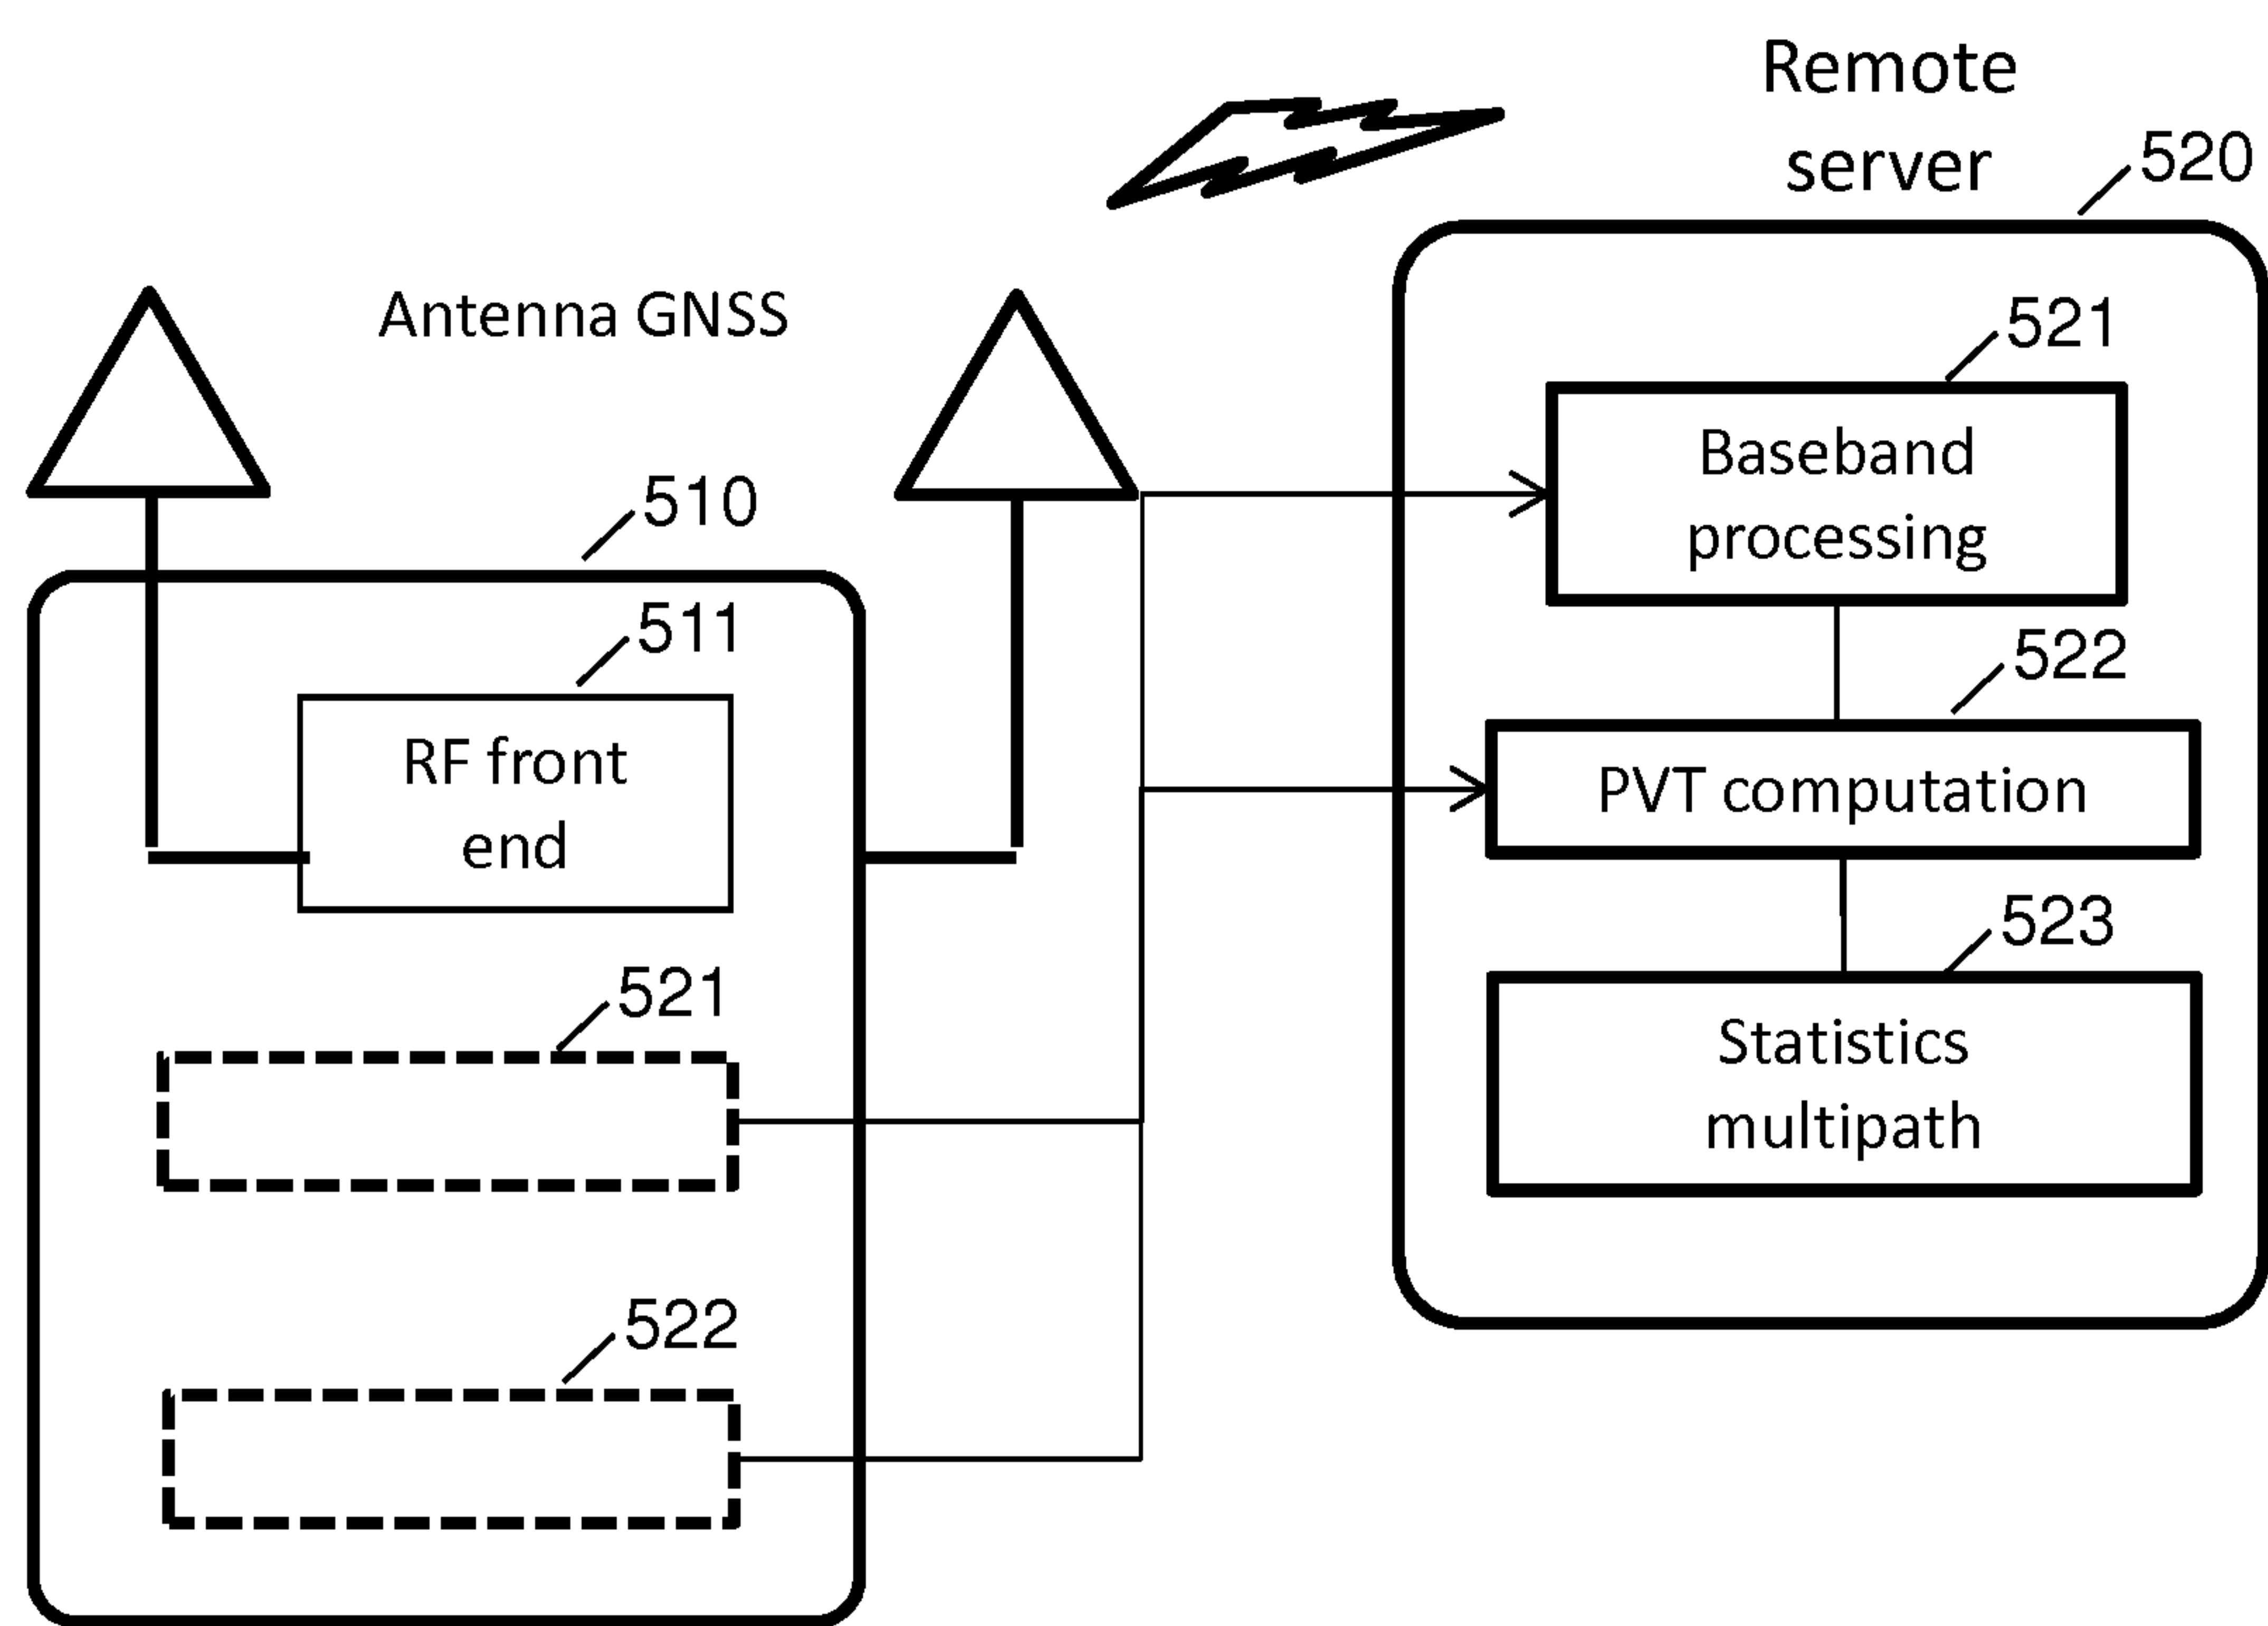 Remote
server
520
Antenna GNSS
521
Baseband
processing
510
511
RF front
end
522
PVT computation
523
521
Statistics
multipath
522